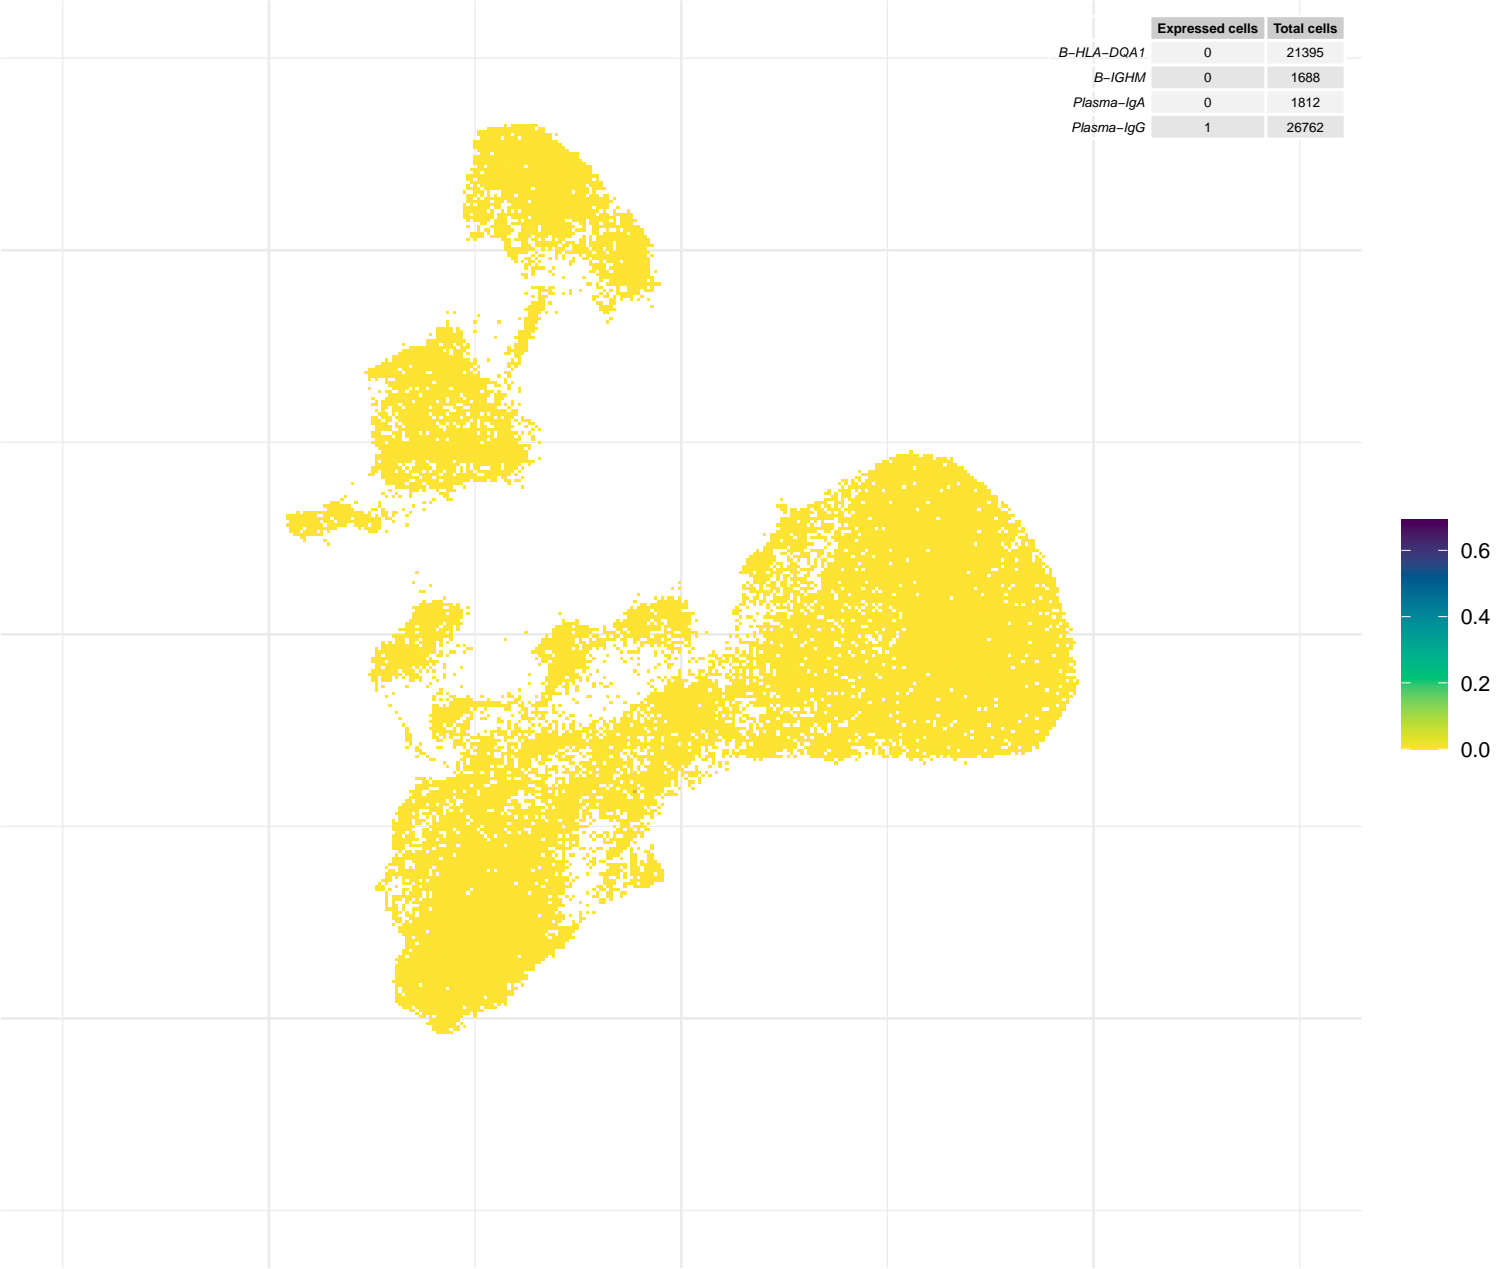 Expressed cells Total cells
B−HLA−DQA1 0 21395
B−IGHM 0 1688
Plasma−IgA 0 1812
Plasma−IgG 1 26762
0.6
0.4
0.2
0.0